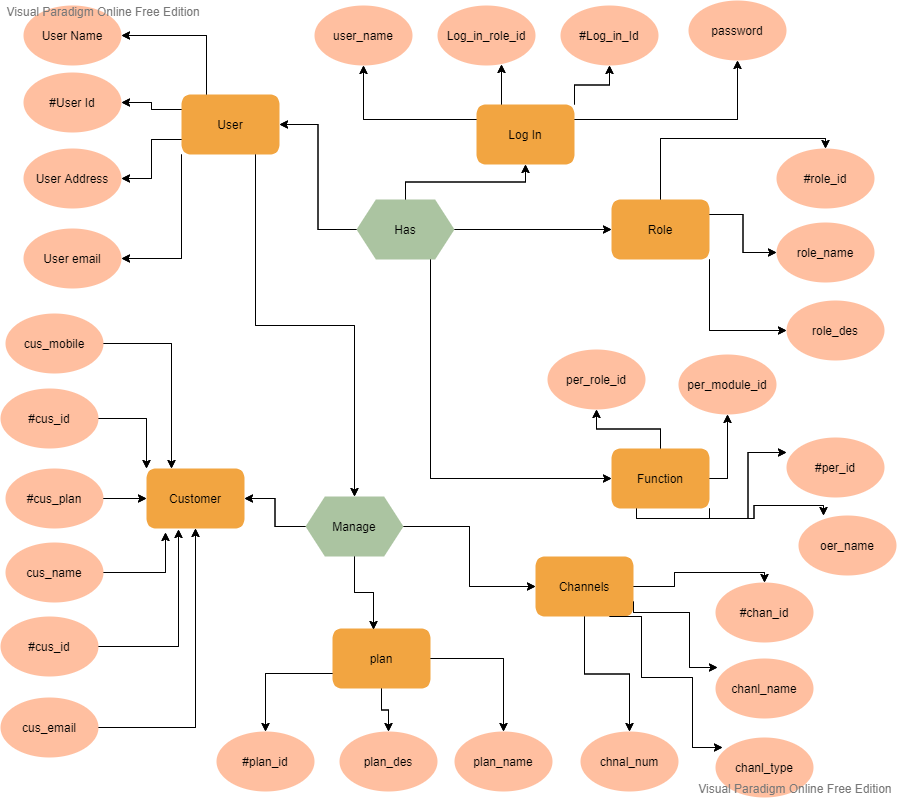 Visual Paradigm Online Free Edition
User Name
user_name
Log_in_role_id
#Log_in_Id
password
#User Id
User
Log In
User Address
#role_id
Has
Role
User email
role_name
role_des
cus_mobile
per_role_id
per_module_id
#cus_id
Function
#per_id
#cus_plan
Customer
Manage
oer_name
cus_name
Channels
#chan_id
#cus_id
plan
chanl_name
cus_email
#plan_id
plan_des
plan_name
chnal_num
chanl_type
Visual Paradigm Online Free Edition